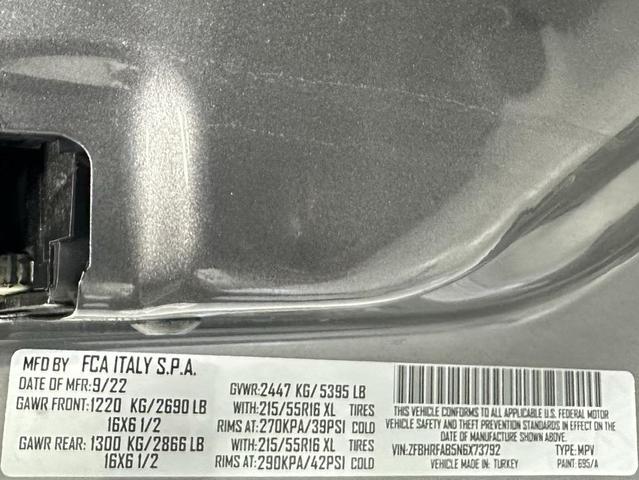 MFD BY FCA ITALY S.P.A.
DATE OF MFR: 9/22
GAWR FRONT: 1220 KG/2690 LB
16X6 1/2
GAWR REAR: 1300 KG/2866 LB
16X6 1/2
GVWR: 2447 KG/5395 LB
WITH: 215/55R16 XL TIRES
RIMS AT: 270KPA/39PSI COLD
WITH: 215/55R16 XL TIRES
RIMS AT: 290KPA/42PSI COLD
THIS VEHICLE CONFORMS TO ALL APPLICABLE U.S. FEDERAL MOTOR
VEHICLE SAFETY AND THEFT PREVENTION STANDARDS IN EFFECT ON THE
DATE OF MANUFACTURE SHOWN ABOVE.
VIN: ZFBHRFAB5N6X73792 TYPE: MPV
VEHICLE MADE IN: TURKEY PAINT: 695/A